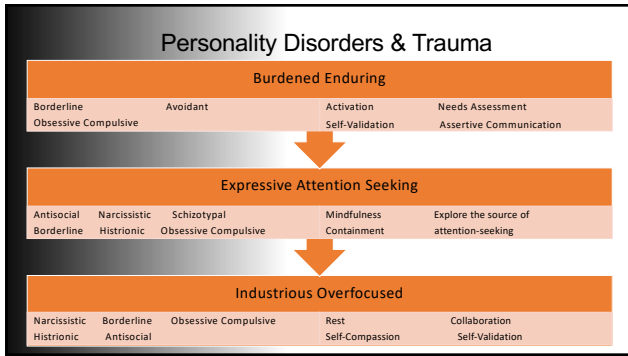 Personality Disorders & Trauma
Burdened Enduring
Borderline Avoidant Activation Needs Assessment
Obsessive Compulsive Self-Validation Assertive Communication
Expressive Attention Seeking
Antisocial Narcissistic Schizotypal Mindfulness Explore the source of
Borderline Histrionic Obsessive Compulsive Containment attention-seeking
Industrious Overfocused
Narcissistic Borderline Obsessive Compulsive Rest Collaboration
Histrionic Antisocial Self-Compassion Self-Validation